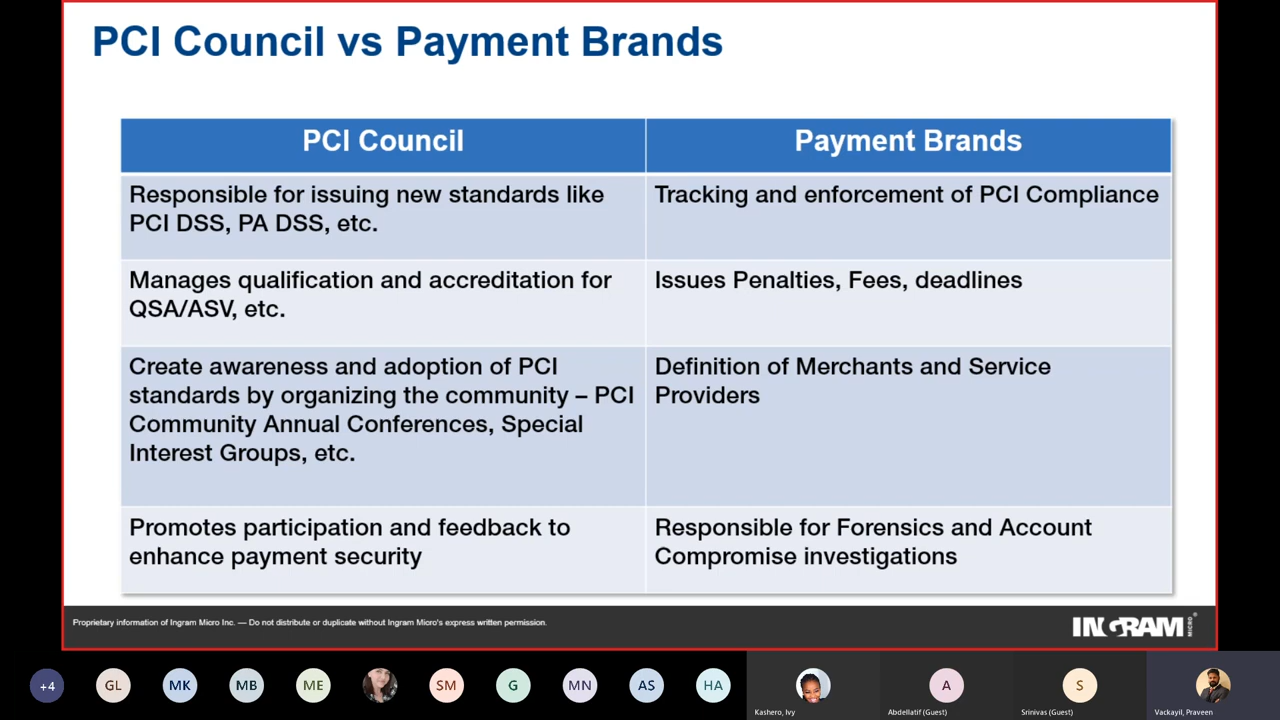 PCI Council vs Payment Brands
PCI Council
Payment Brands
Responsible for issuing new standards like
PCI DSS, PA DSS, etc.
Tracking and enforcement of PCI Compliance
Manages qualification and accreditation for
QSA/ASV, etc.
Issues Penalties, Fees, deadlines
Create awareness and adoption of PCI
standards by organizing the community – PCI
Community Annual Conferences, Special
Interest Groups, etc.
Definition of Merchants and Service
Providers
Promotes participation and feedback to
enhance payment security
Responsible for Forensics and Account
Compromise investigations
Proprietary information of Ingram Micro Inc. — Do not distribute or duplicate without Ingram Micro's express written permission.
INGRAM MICRO®
+4
GL
MK
MB
ME
SM
G
MN
AS
HA
A
S
Kashero, Ivy
Abdellatif (Guest)
Srinivas (Guest)
Vackayil, Praveen